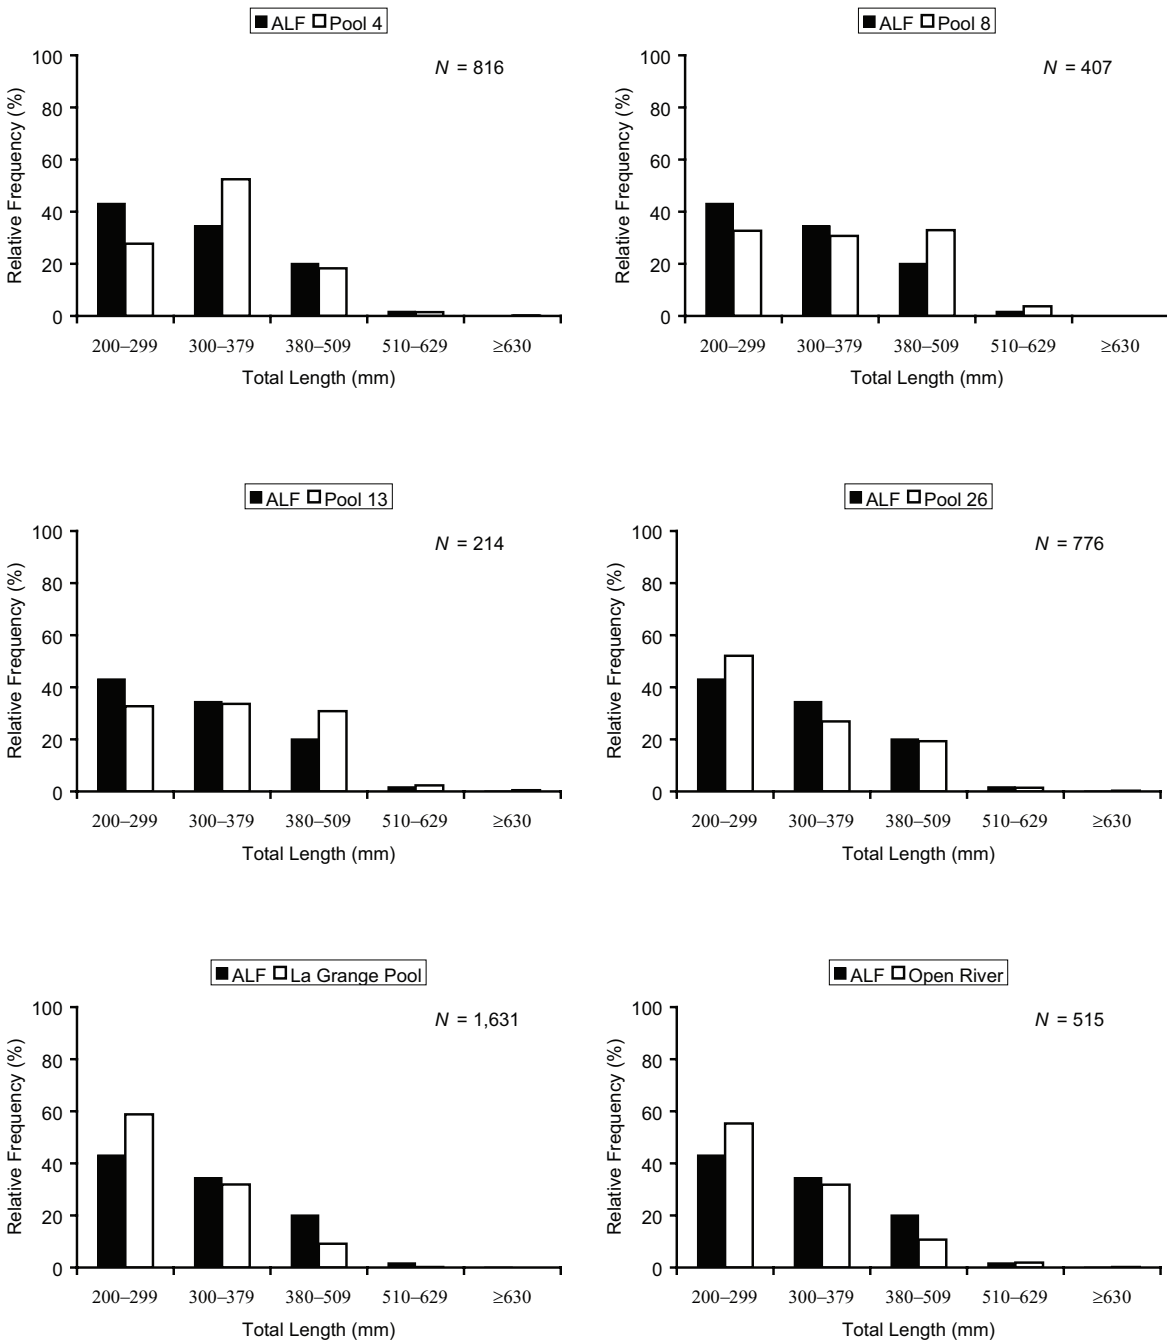 ALF Pool 4
N = 816
Relative Frequency (%)
100
80
60
40
20
0
200–299 300–379 380–509 510–629 ≥630
Total Length (mm)
ALF Pool 8
N = 407
Relative Frequency (%)
100
80
60
40
20
0
200–299 300–379 380–509 510–629 ≥630
Total Length (mm)
ALF Pool 13
N = 214
Relative Frequency (%)
100
80
60
40
20
0
200–299 300–379 380–509 510–629 ≥630
Total Length (mm)
ALF Pool 26
N = 776
Relative Frequency (%)
100
80
60
40
20
0
200–299 300–379 380–509 510–629 ≥630
Total Length (mm)
ALF La Grange Pool
N = 1,631
Relative Frequency (%)
100
80
60
40
20
0
200–299 300–379 380–509 510–629 ≥630
Total Length (mm)
ALF Open River
N = 515
Relative Frequency (%)
100
80
60
40
20
0
200–299 300–379 380–509 510–629 ≥630
Total Length (mm)